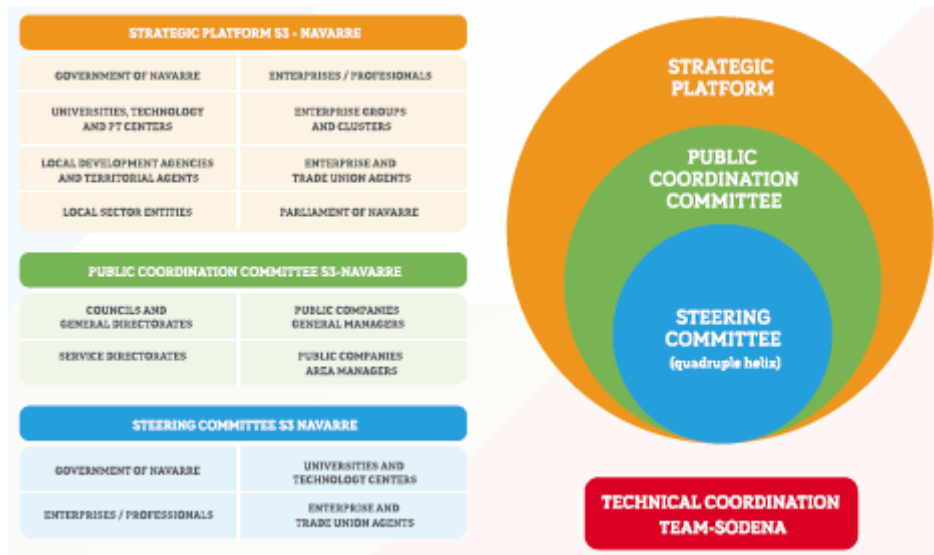 STRATEGIC PLATFORM S3 - NAVARRE
GOVERNMENT OF NAVARRE
ENTERPRISES / PROFESIONALS
UNIVERSITIES, TECHNOLOGY
AND PT CENTERS
ENTERPRISE GROUPS
AND CLUSTERS
LOCAL DEVELOPMENT AGENCIES
AND TERRITORIAL AGENTS
ENTERPRISE AND
TRADE UNION AGENTS
LOCAL SECTOR ENTITIES
PARLIAMENT OF NAVARRE
PUBLIC COORDINATION COMMITTEE S3-NAVARRE
COUNCILS AND
GENERAL DIRECTORATES
PUBLIC COMPANIES
GENERAL MANAGERS
SERVICE DIRECTORATES
PUBLIC COMPANIES
AREA MANAGERS
STEERING COMMITTEE S3 NAVARRE
GOVERNMENT OF NAVARRE
UNIVERSITIES AND
TECHNOLOGY CENTERS
ENTERPRISES / PROFESSIONALS
ENTERPRISE AND
TRADE UNION AGENTS
STRATEGIC
PLATFORM
PUBLIC
COORDINATION
COMMITTEE
STEERING
COMMITTEE
(quadruple helix)
TECHNICAL COORDINATION
TEAM-SODENA